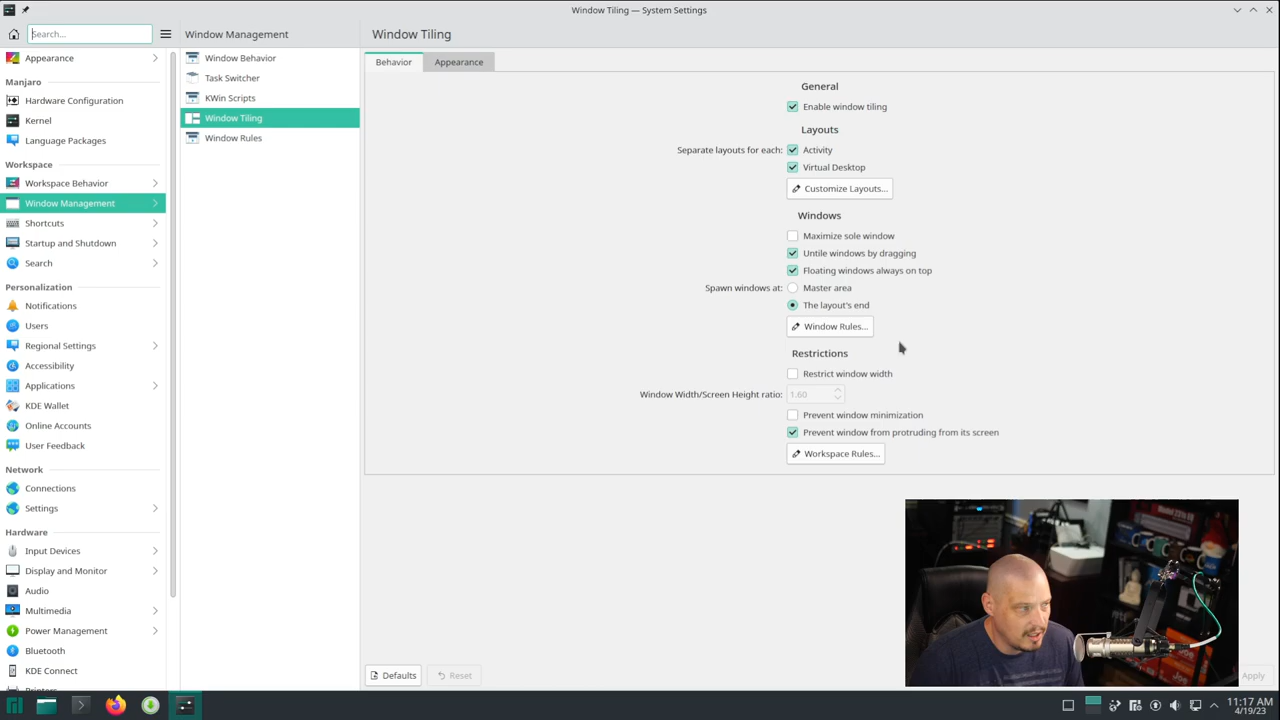 Window Tiling — System Settings
Search...
Window Management
Window Tiling
Appearance
Manjaro
Hardware Configuration
Kernel
Language Packages
Workspace
Workspace Behavior
Window Management
Shortcuts
Startup and Shutdown
Search
Personalization
Notifications
Users
Regional Settings
Accessibility
Applications
KDE Wallet
Online Accounts
User Feedback
Network
Connections
Settings
Hardware
Input Devices
Display and Monitor
Audio
Multimedia
Power Management
Bluetooth
KDE Connect
Window Behavior
Task Switcher
KWin Scripts
Window Tiling
Window Rules
Behavior
Appearance
General
Enable window tiling
Layouts
Separate layouts for each: Activity
Virtual Desktop
Customize Layouts...
Windows
Maximize sole window
Untile windows by dragging
Floating windows always on top
Spawn windows at: Master area
The layout's end
Window Rules...
Restrictions
Restrict window width
Window Width/Screen Height ratio: 1.60
Prevent window minimization
Prevent window from protruding from its screen
Workspace Rules...
Defaults
Reset
Apply
11:17 AM
4/19/23